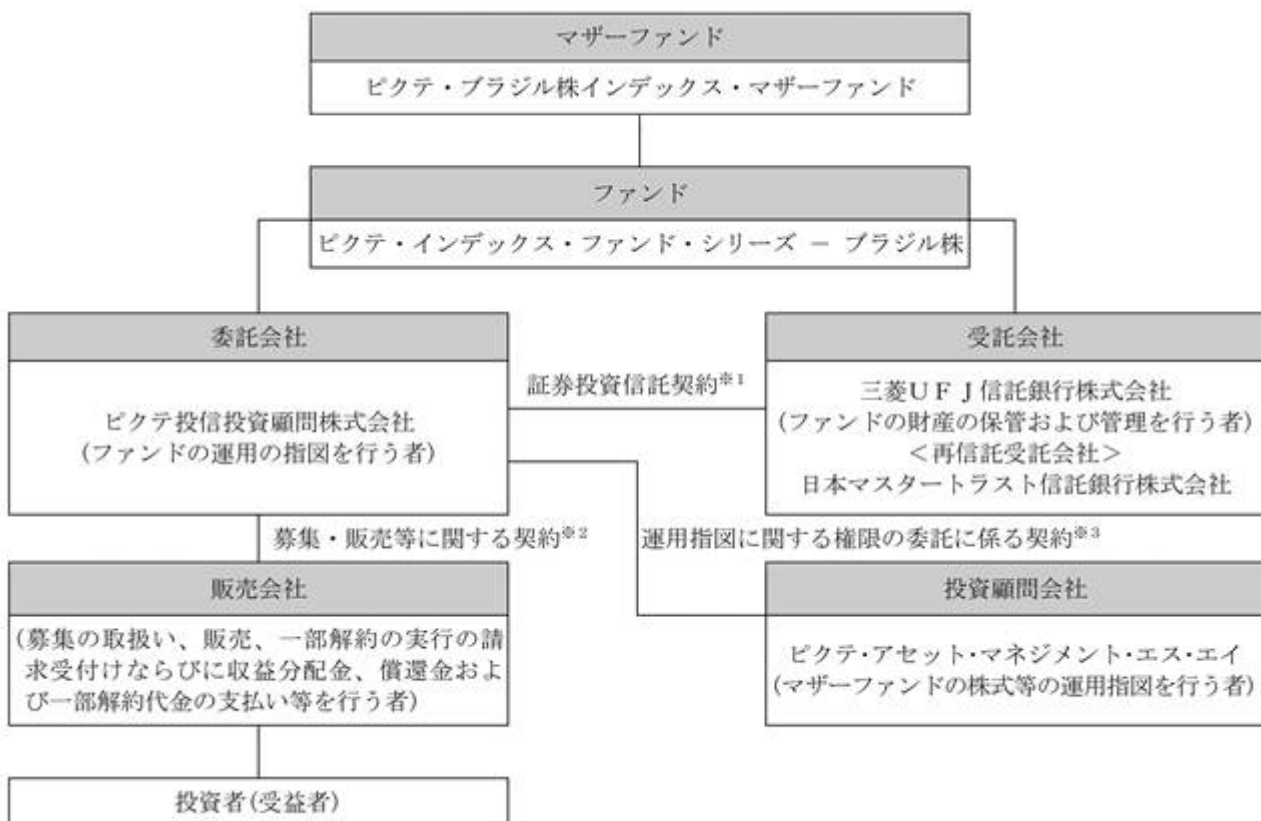 マザーファンド
ピクテ・ブラジル株インデックス・マザーファンド
ファンド
ピクテ・インデックス・ファンド・シリーズ － ブラジル株
委託会社
ピクテ投信投資顧問株式会社
(ファンドの運用の指図を行う者)
証券投資信託契約※1
受託会社
三菱ＵＦＪ信託銀行株式会社
(ファンドの財産の保管および管理を行う者)
＜再信託受託会社＞
日本マスタートラスト信託銀行株式会社
募集・販売等に関する契約※2
運用指図に関する権限の委託に係る契約※3
販売会社
(募集の取扱い、販売、一部解約の実行の請
求受付けならびに収益分配金、償還金およ
び一部解約代金の支払い等を行う者)
投資顧問会社
ピクテ・アセット・マネジメント・エス・エイ
(マザーファンドの株式等の運用指図を行う者)
投資者(受益者)